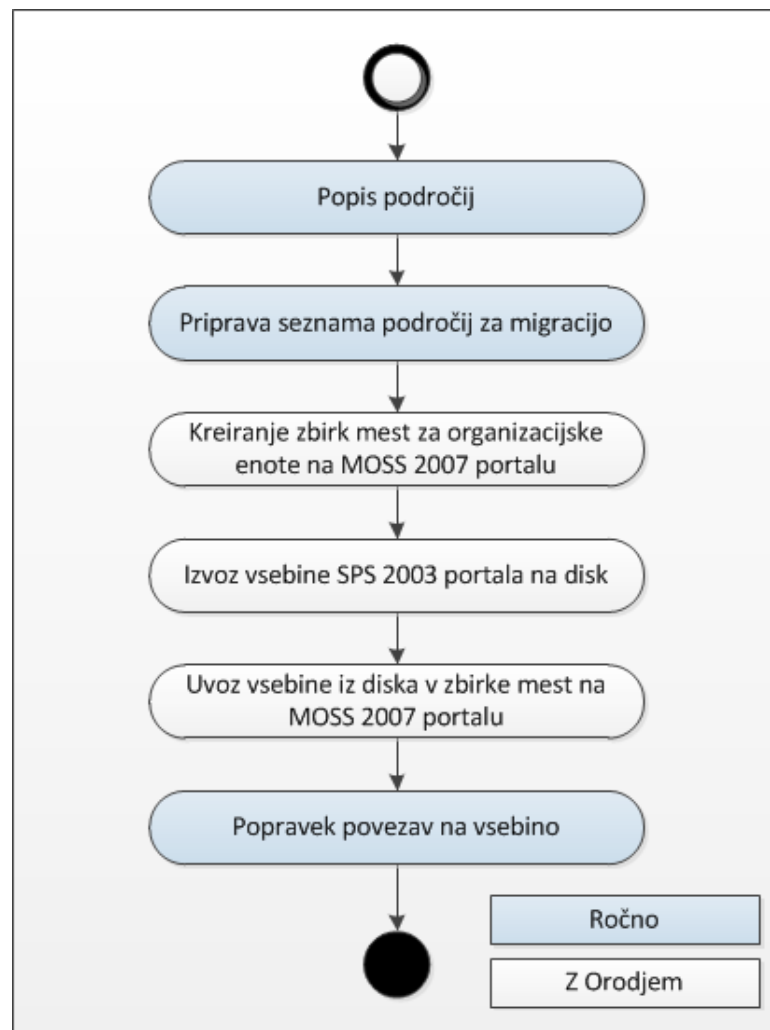 Popis področij
Priprava seznama področij za migracijo
Kreiranje zbirk mest za organizacijske
enote na MOSS 2007 portalu
Izvoz vsebine SPS 2003 portala na disk
Uvoz vsebine iz diska v zbirke mest na
MOSS 2007 portalu
Popravek povezav na vsebino
Ročno
Z Orodjem